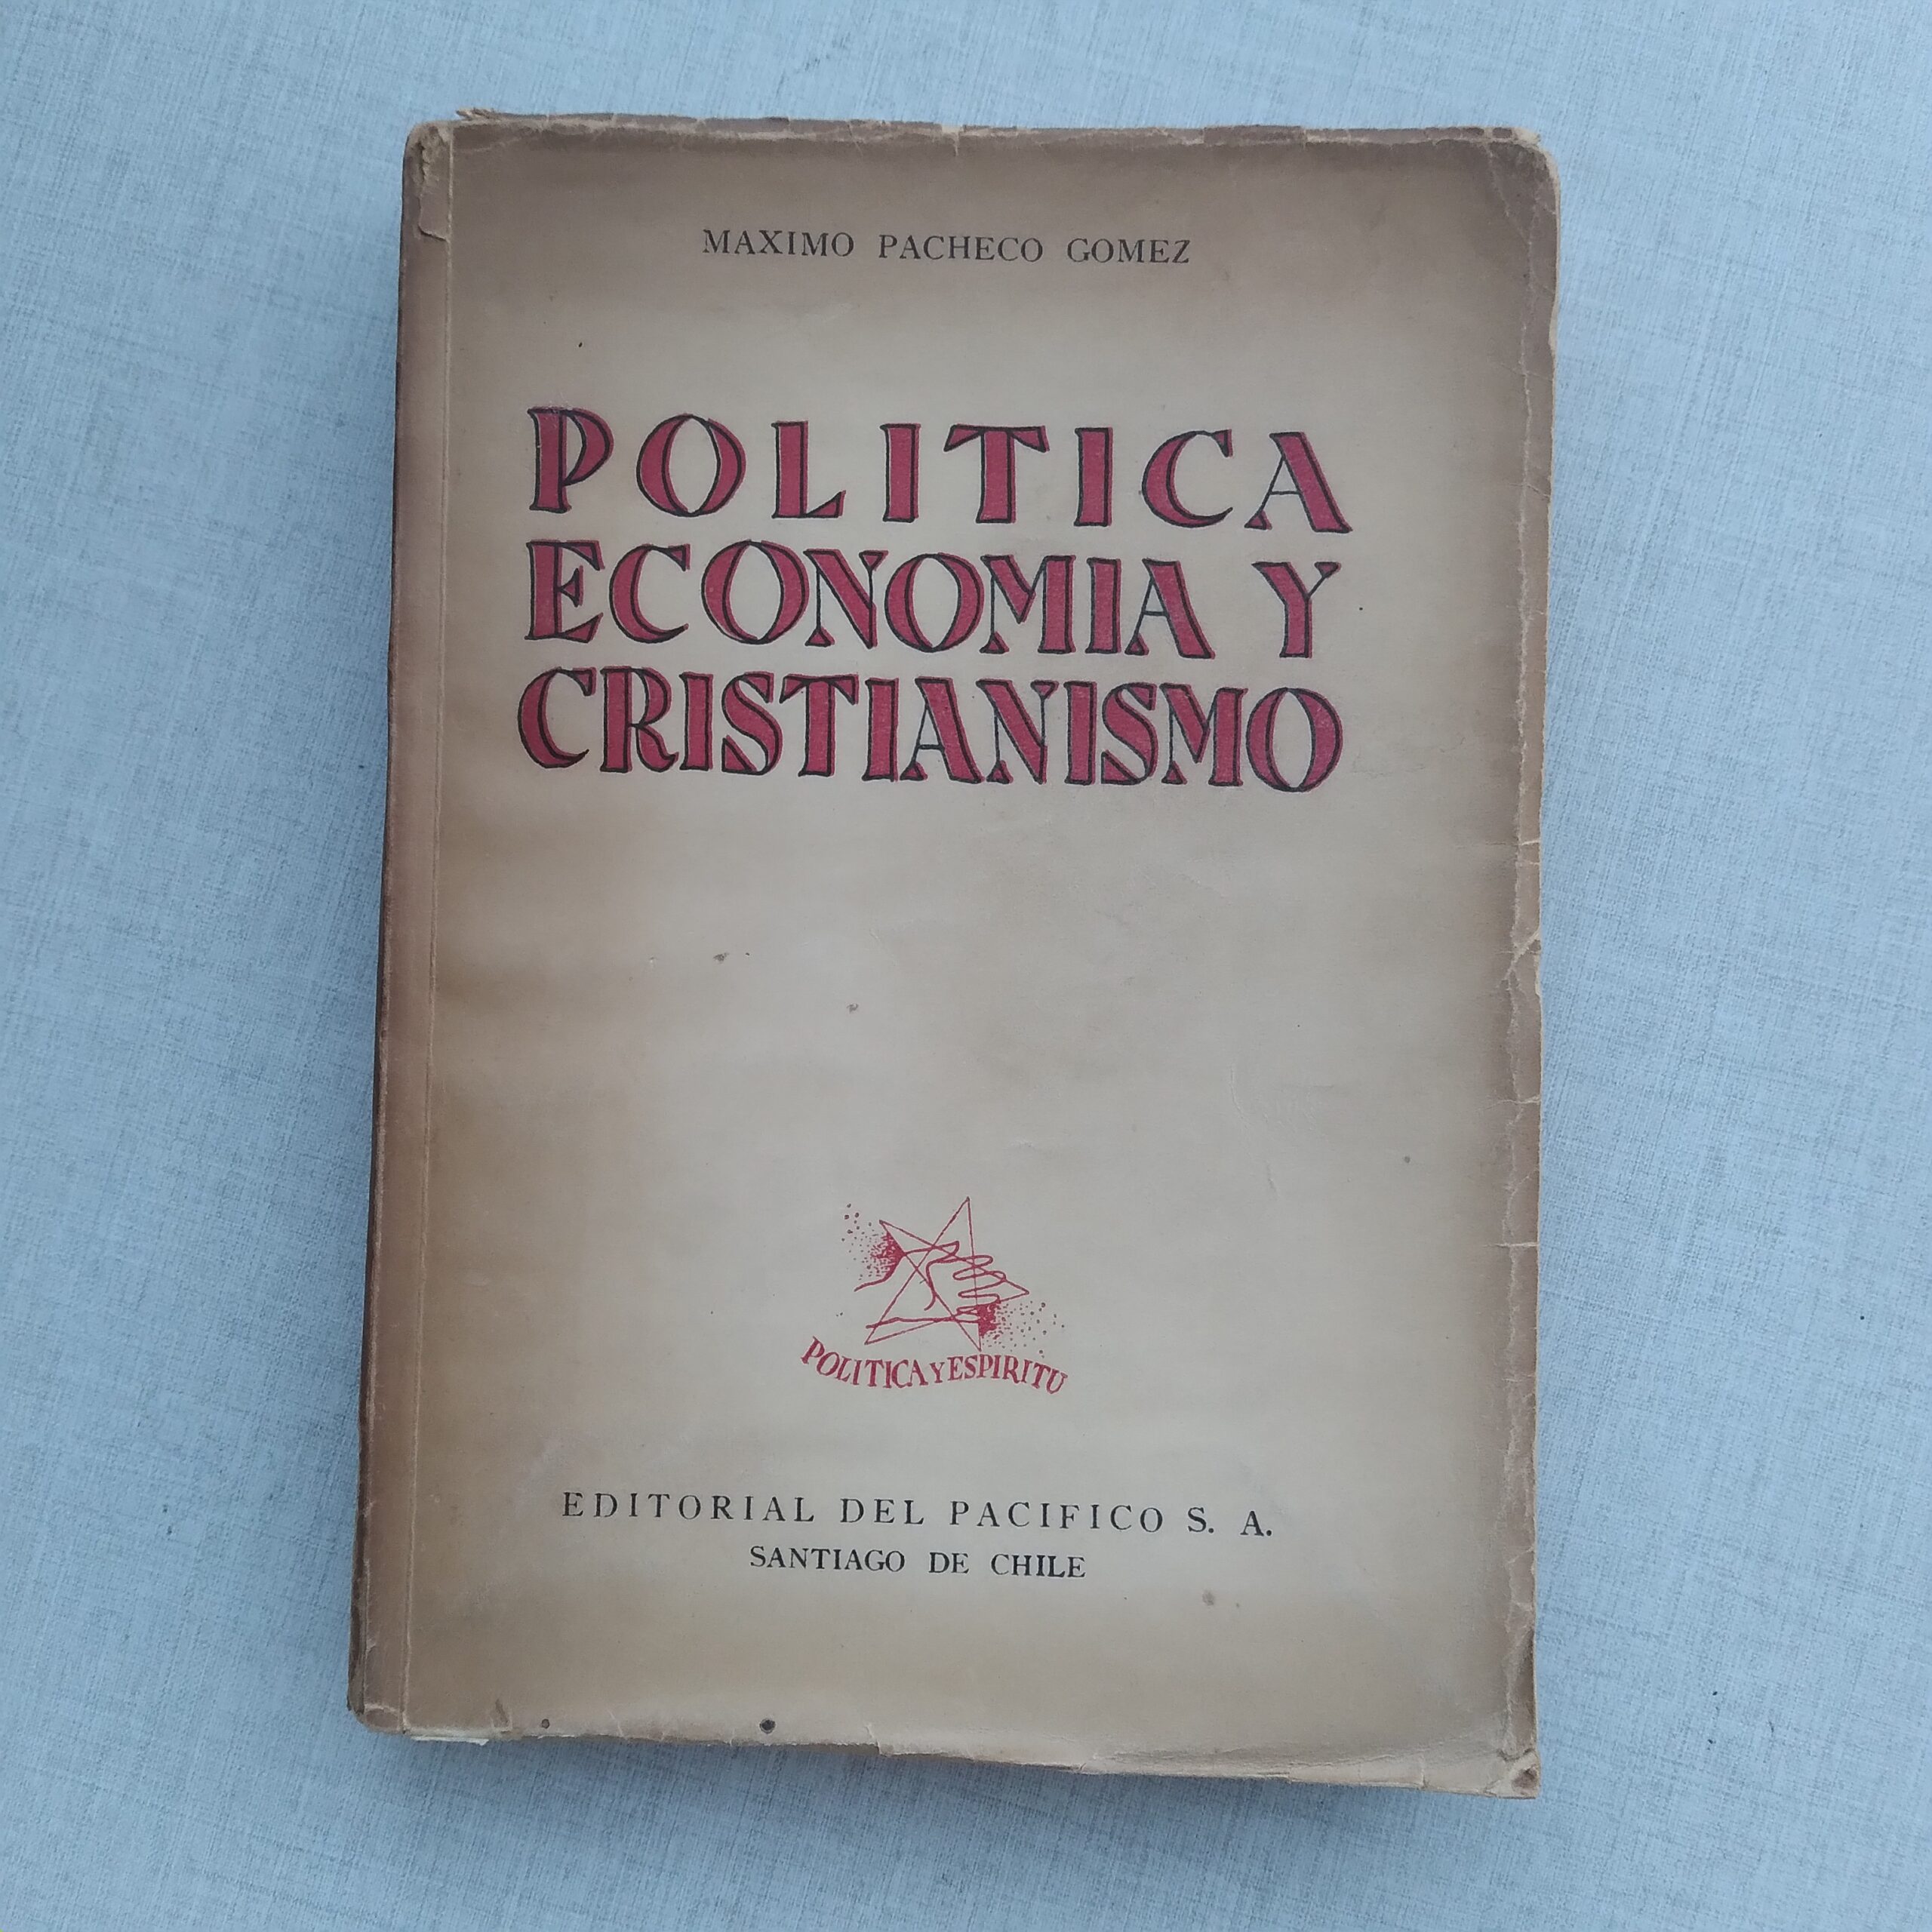 MAXIMO PACHECO GOMEZ
POLITICA
ECONOMIA Y
CRISTIANISMO
POLITICA Y ESPIRITU
EDITORIAL DEL PACIFICO S. A.
SANTIAGO DE CHILE